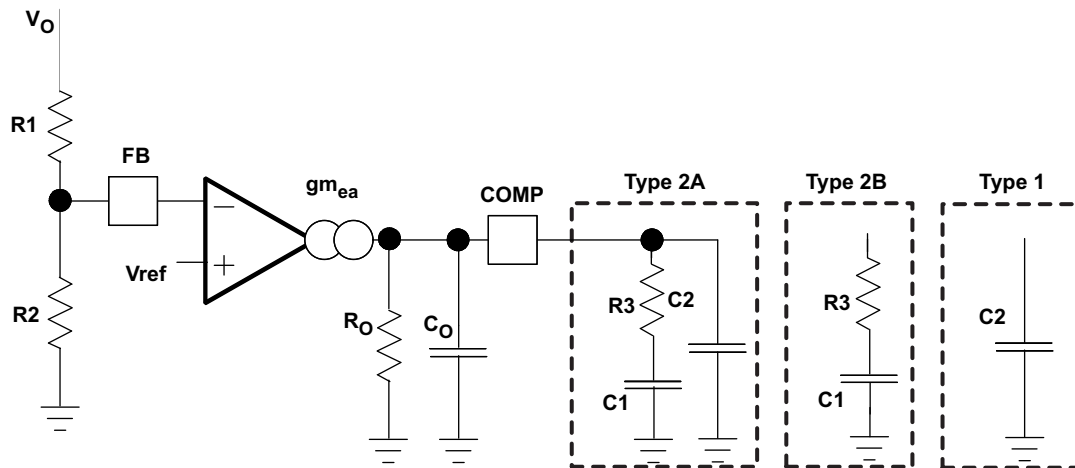 VO
R1
FB
R2
Vref
−
+
gmea
RO
CO
COMP
Type 2A
R3
C2
C1
Type 2B
R3
C1
Type 1
C2